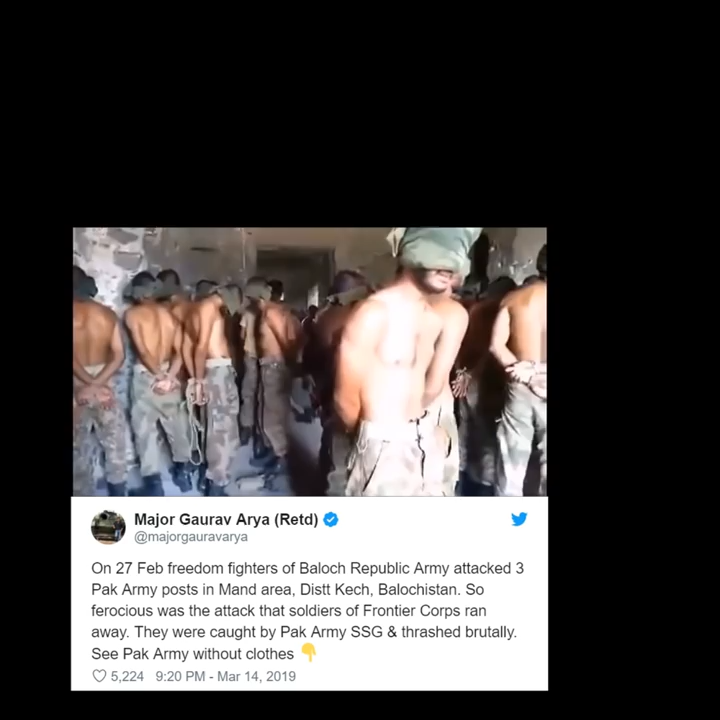 Major Gaurav Arya (Retd)
@majorgauravarya
On 27 Feb freedom fighters of Baloch Republic Army attacked 3
Pak Army posts in Mand area, Distt Kech, Balochistan. So
ferocious was the attack that soldiers of Frontier Corps ran
away. They were caught by Pak Army SSG & thrashed brutally.
See Pak Army without clothes 👇
5,224 9:20 PM - Mar 14, 2019